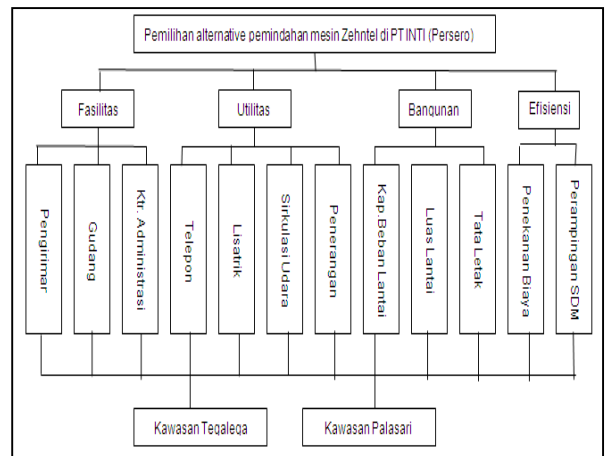 Pemilihan alternative pemindahan mesin Zehntel di PT INTI (Persero)
Fasilitas
Utilitas
Bangunan
Efisiensi
Pengirimar
Gudang
Ktr. Administrasi
Telepon
Lisatrik
Sirkulasi Udara
Penerangan
Kap.Beban Lantai
Luas Lantai
Tata Letak
Penekanan Biaya
Perampingan SDM
Kawasan Tegalega
Kawasan Palasari